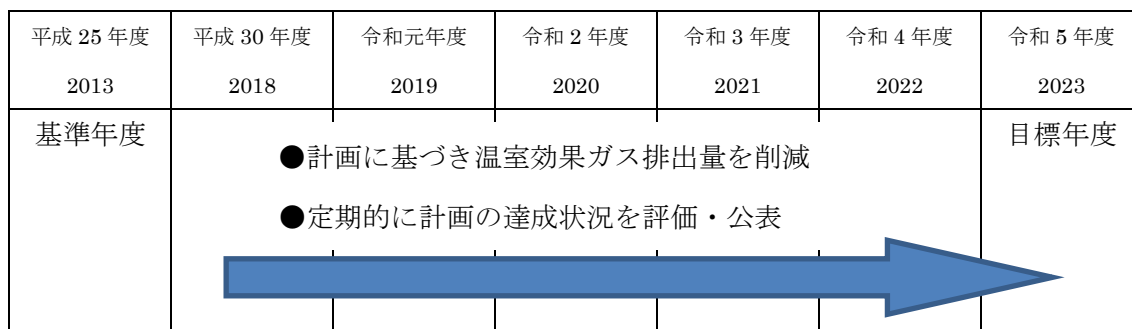 平成 25 年度 平成 30 年度 令和元年度 令和 2 年度 令和 3 年度 令和 4 年度 令和 5 年度
2013 2018 2019 2020 2021 2022 2023
基準年度 目標年度
●計画に基づき温室効果ガス排出量を削減
●定期的に計画の達成状況を評価・公表